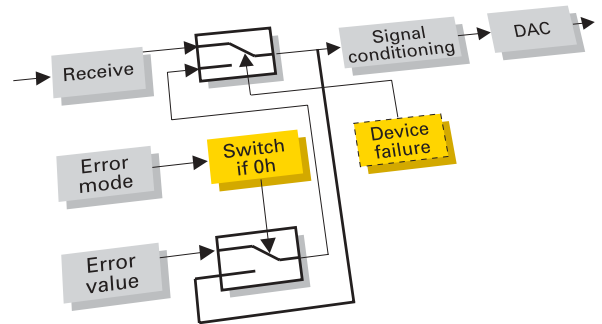 Receive
Signal
conditioning
DAC
Device
failure
Error
mode
Switch
if 0h
Error
value